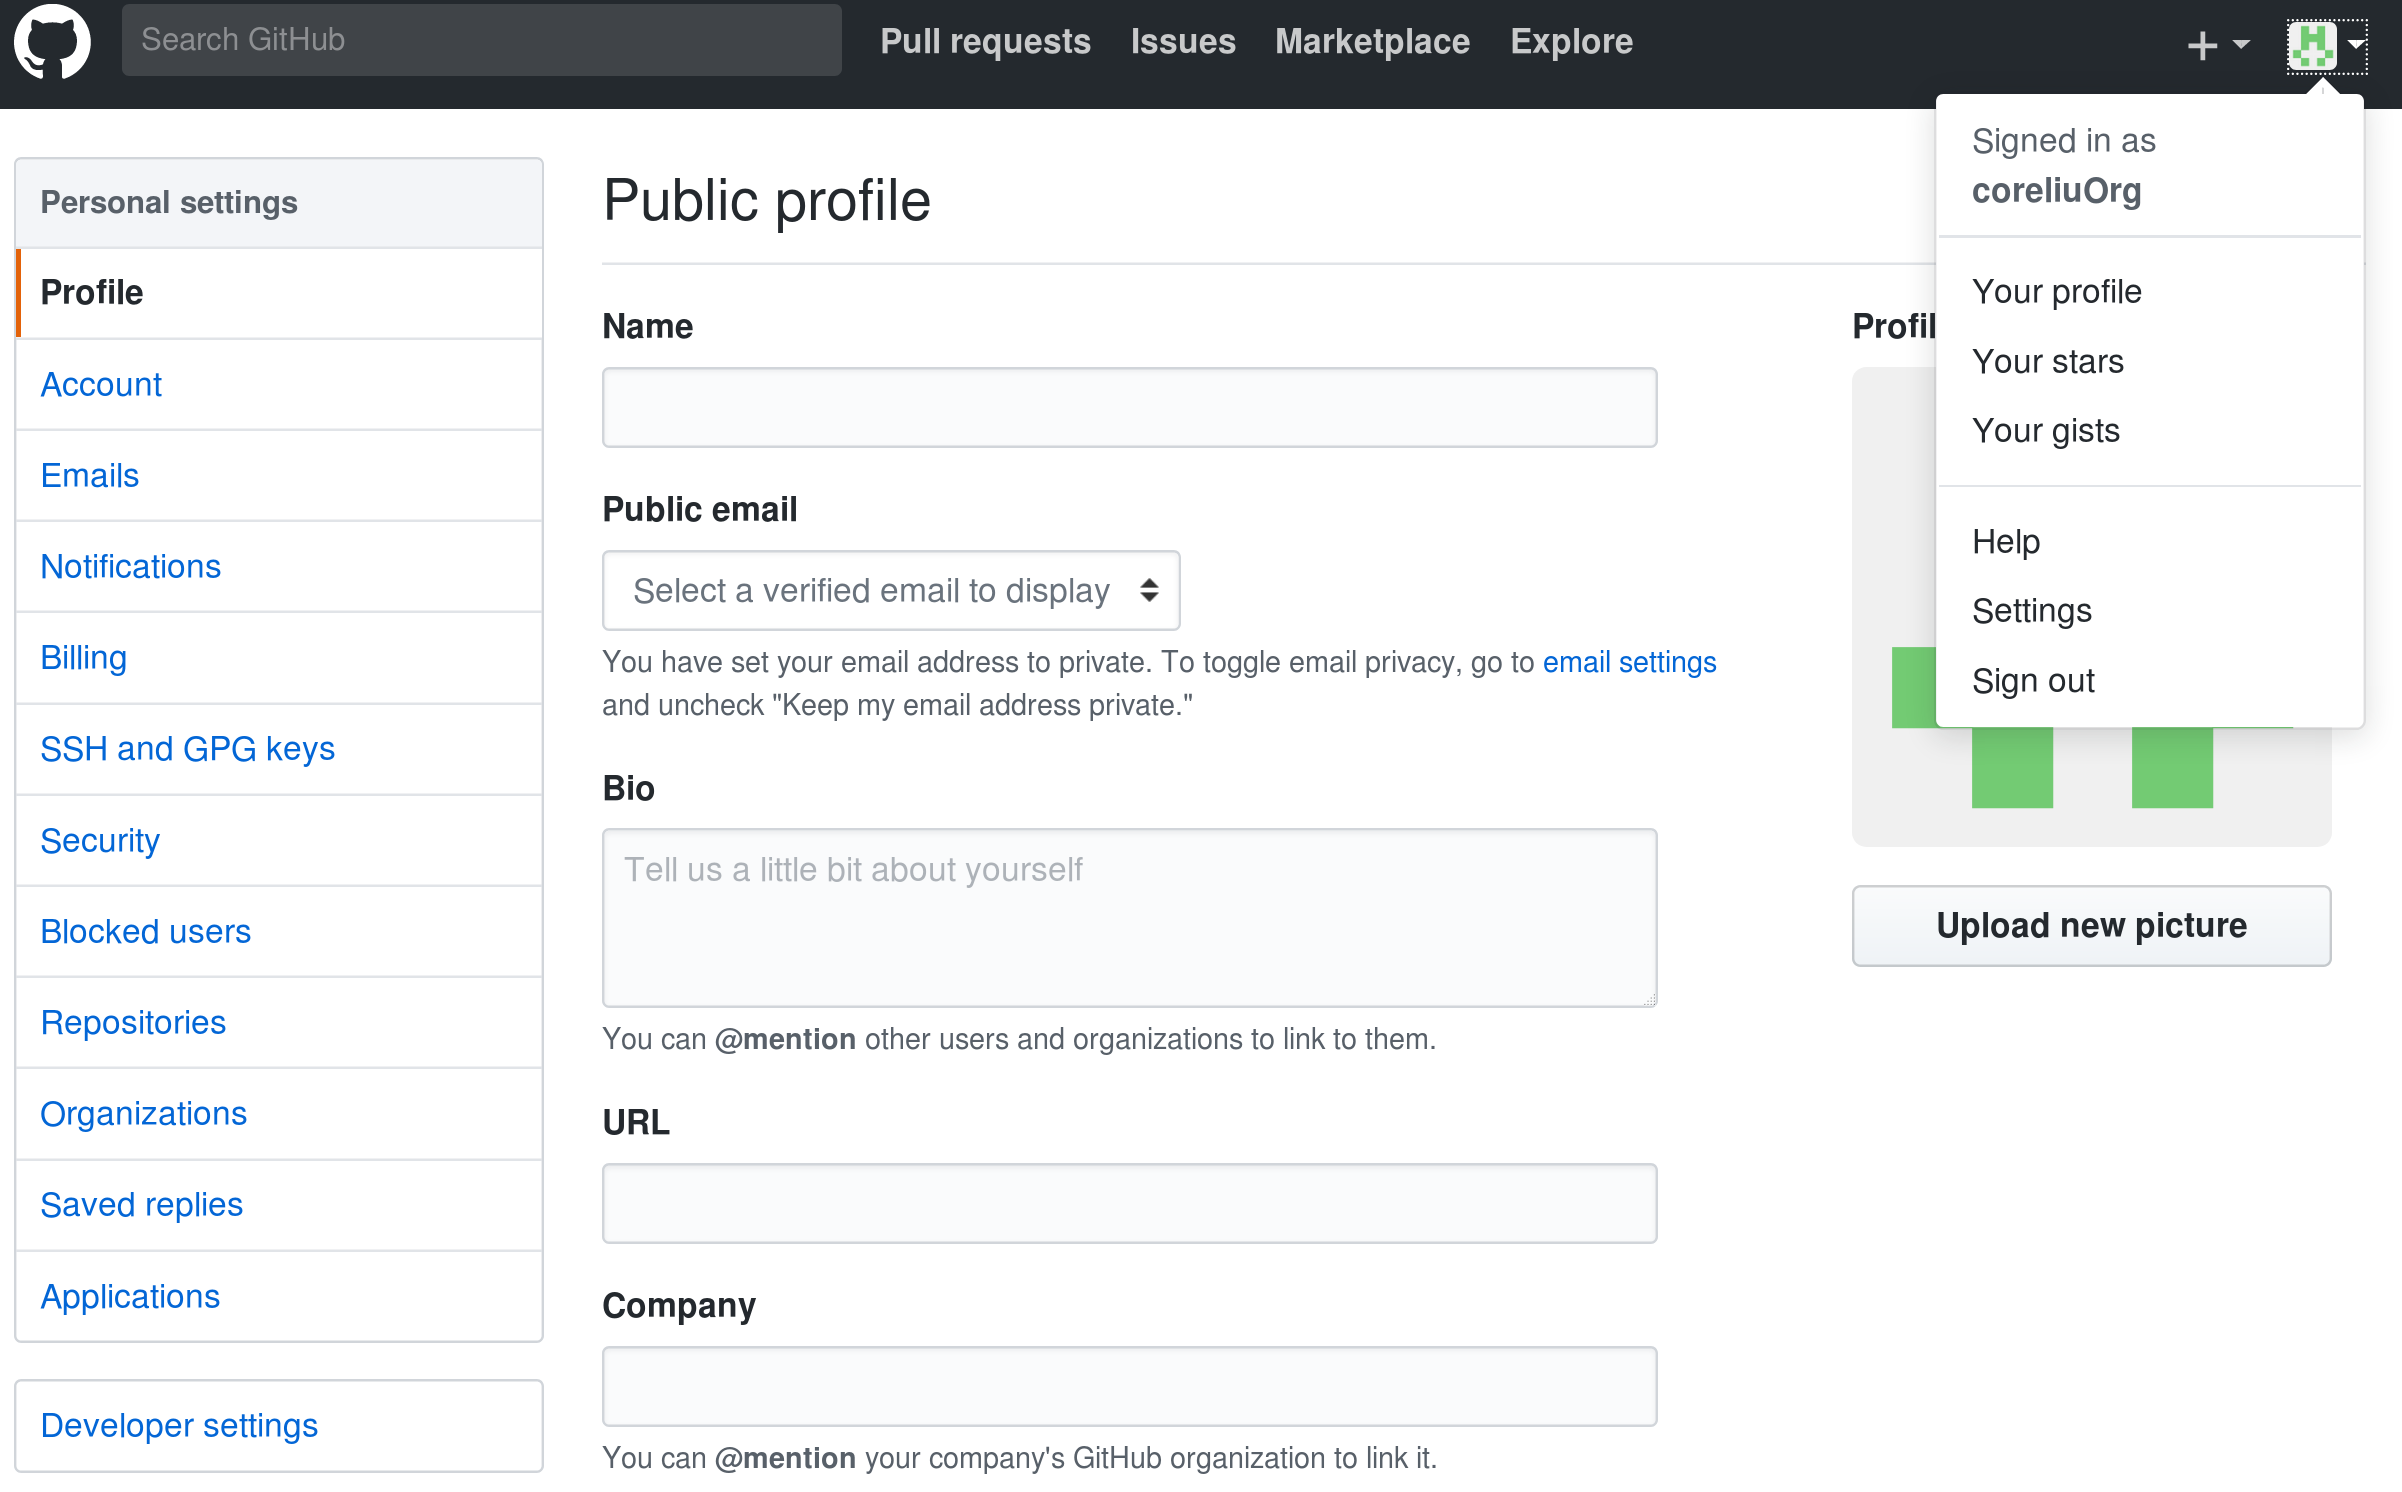 Search GitHub
Pull requests Issues Marketplace Explore
Signed in as
coreliuOrg
Your profile
Your stars
Your gists
Help
Settings
Sign out
Personal settings
Profile
Account
Emails
Notifications
Billing
SSH and GPG keys
Security
Blocked users
Repositories
Organizations
Saved replies
Applications
Developer settings
Public profile
Name
Public email
Select a verified email to display
You have set your email address to private. To toggle email privacy, go to email settings
and uncheck "Keep my email address private."
Bio
Tell us a little bit about yourself
You can @mention other users and organizations to link to them.
URL
Company
You can @mention your company's GitHub organization to link it.
Profil
Upload new picture